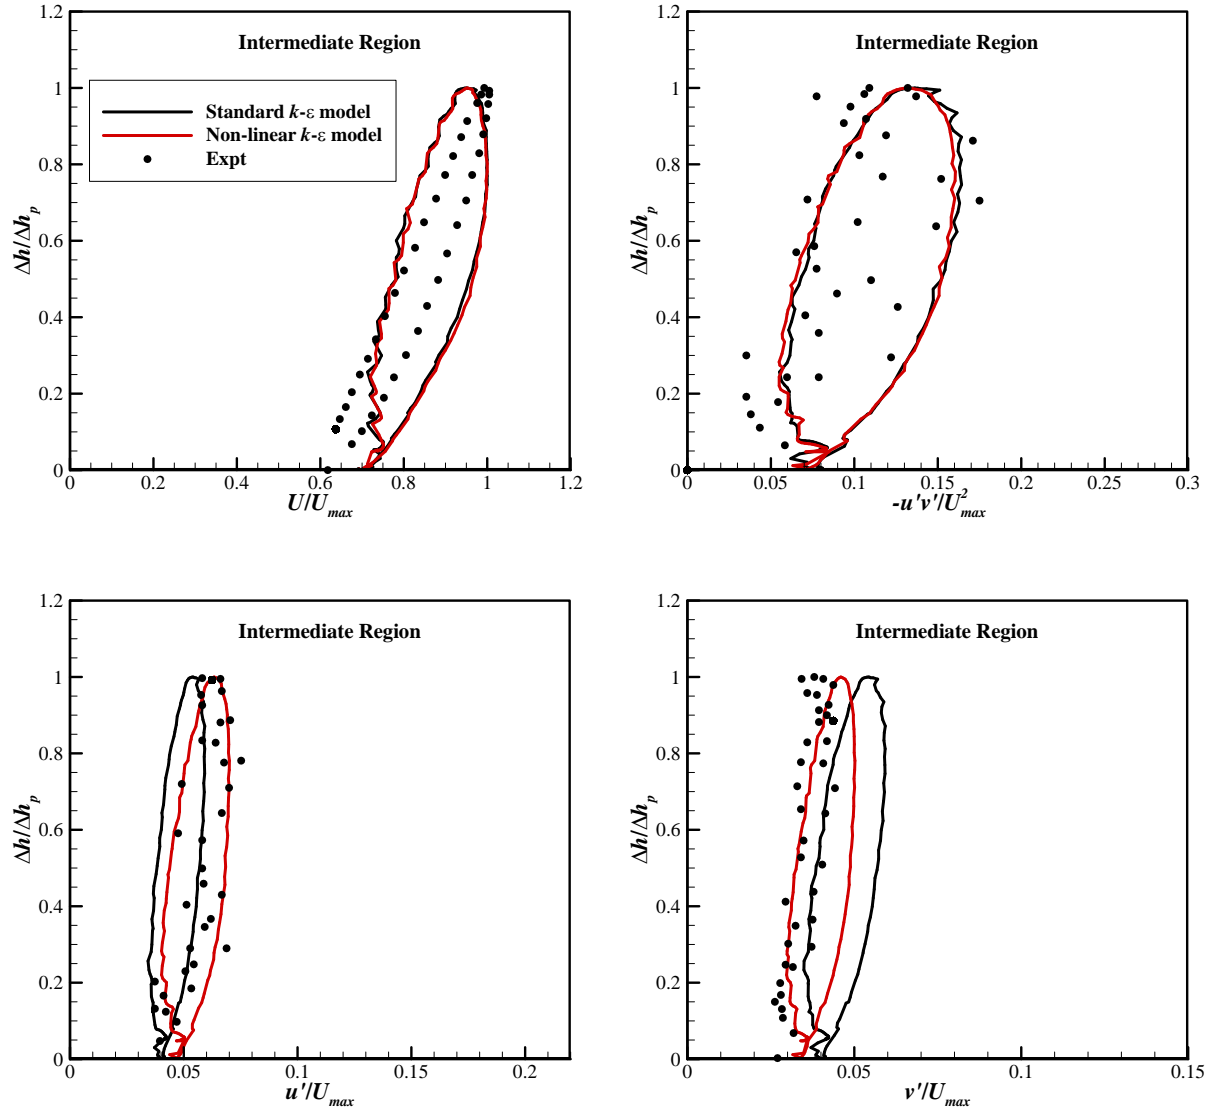 Intermediate Region
Standard k-ε model
Non-linear k-ε model
Expt
Δh/Δh_p
1.2
1
0.8
0.6
0.4
0.2
0
0 0.2 0.4 0.6 0.8 1 1.2
U/U_max
Intermediate Region
Δh/Δh_p
1.2
1
0.8
0.6
0.4
0.2
0
0 0.05 0.1 0.15 0.2 0.25 0.3
-u'v'/U²_max
Intermediate Region
Δh/Δh_p
1.2
1
0.8
0.6
0.4
0.2
0
0 0.05 0.1 0.15 0.2
u'/U_max
Intermediate Region
Δh/Δh_p
1.2
1
0.8
0.6
0.4
0.2
0
0 0.05 0.1 0.15
v'/U_max